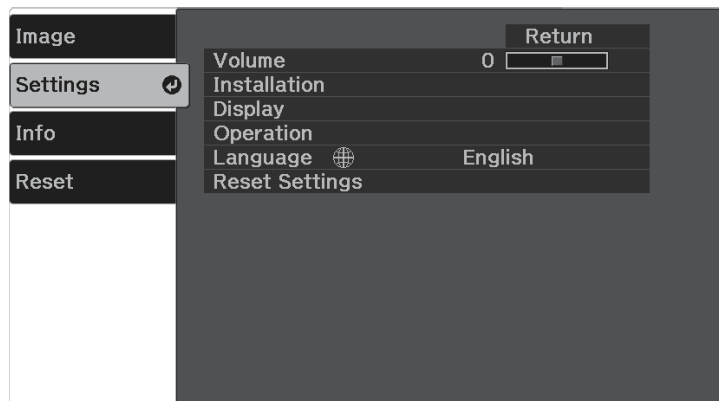 Image
Settings
Info
Reset
Return
Volume 0
Installation
Display
Operation
Language English
Reset Settings